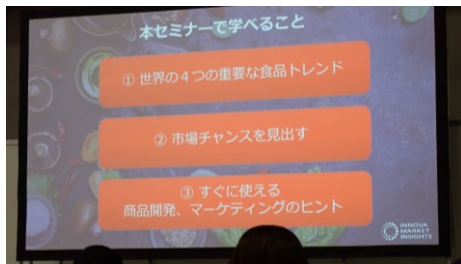 本セミナーで学べること
① 世界の4つの重要な食品トレンド
② 市場チャンスを見出す
③ すぐに使える
商品開発、マーケティングのヒント
INNOVA
MARKET
INSIGHTS